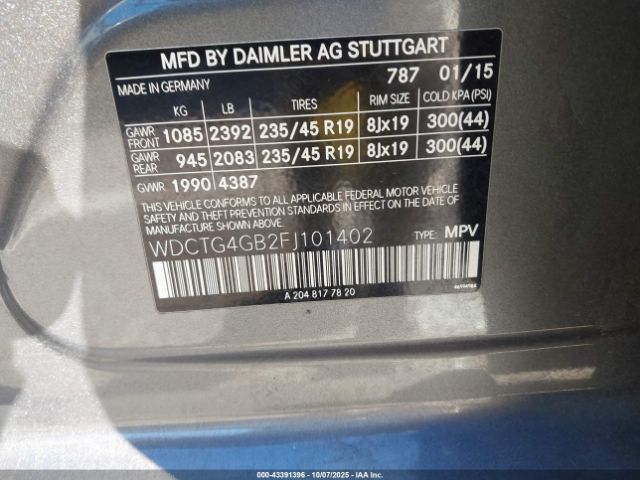 MFD BY DAIMLER AG STUTTGART
MADE IN GERMANY 787 01/15
KG LB TIRES RIM SIZE COLD KPA (PSI)
GAWR FRONT 1085 2392 235/45 R19 8Jx19 300(44)
GAWR REAR 945 2083 235/45 R19 8Jx19 300(44)
GVWR 1990 4387
THIS VEHICLE CONFORMS TO ALL APPLICABLE FEDERAL MOTOR VEHICLE
SAFETY AND THEFT PREVENTION STANDARDS IN EFFECT ON THE DATE OF
MANUFACTURE SHOWN ABOVE.
WDCTG4GB2FJ101402 TYPE: MPV
A 204 817 78 20
000-43391396 - 10/07/2025 - IAAI.COM